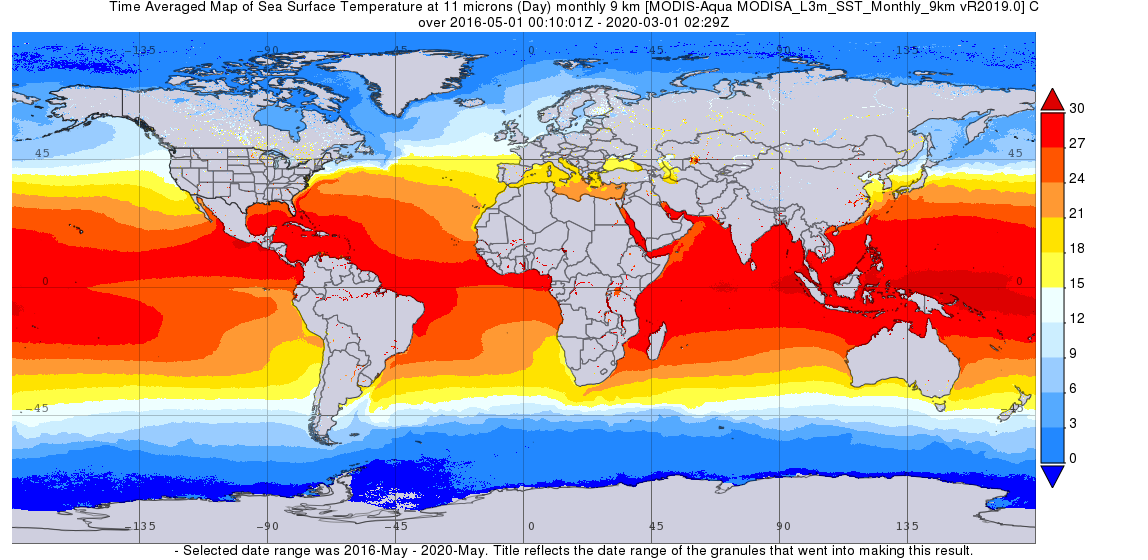 Time Averaged Map of Sea Surface Temperature at 11 microns (Day) monthly 9 km [MODIS-Aqua MODISA_L3m_SST_Monthly_9km vR2019.0] C
over 2016-05-01 00:10:01Z - 2020-03-01 02:29Z
-135 -90 -45 0 45 90 135
30
27
45 45
24
21
18
0 0
15
12
9
6
-45
3
0
-135 -90 -45 0 45 90 135
- Selected date range was 2016-May - 2020-May. Title reflects the date range of the granules that went into making this result.